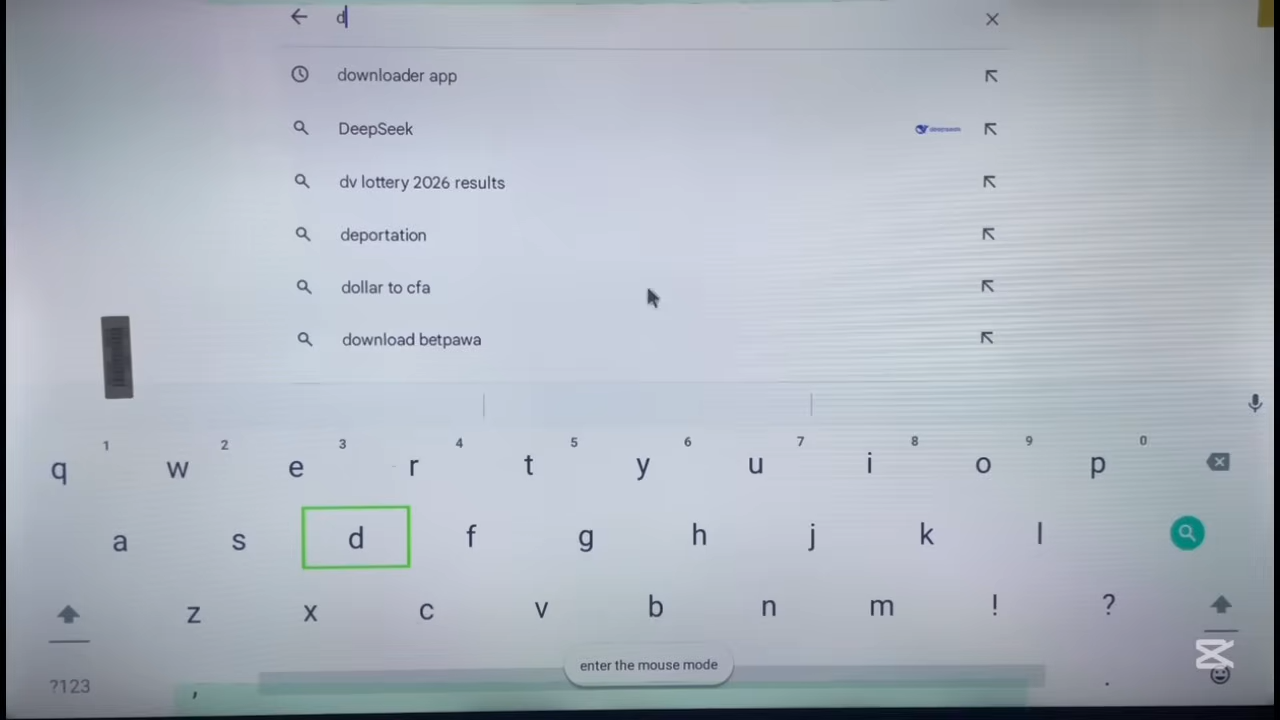 d
downloader app
DeepSeek deepseek
dv lottery 2026 results
deportation
dollar to cfa
download betpawa
1 2 3 4 5 6 7 8 9 0
q w e r t y u i o p
a s d f g h j k l
z x c v b n m ! ?
enter the mouse mode
?123 , .